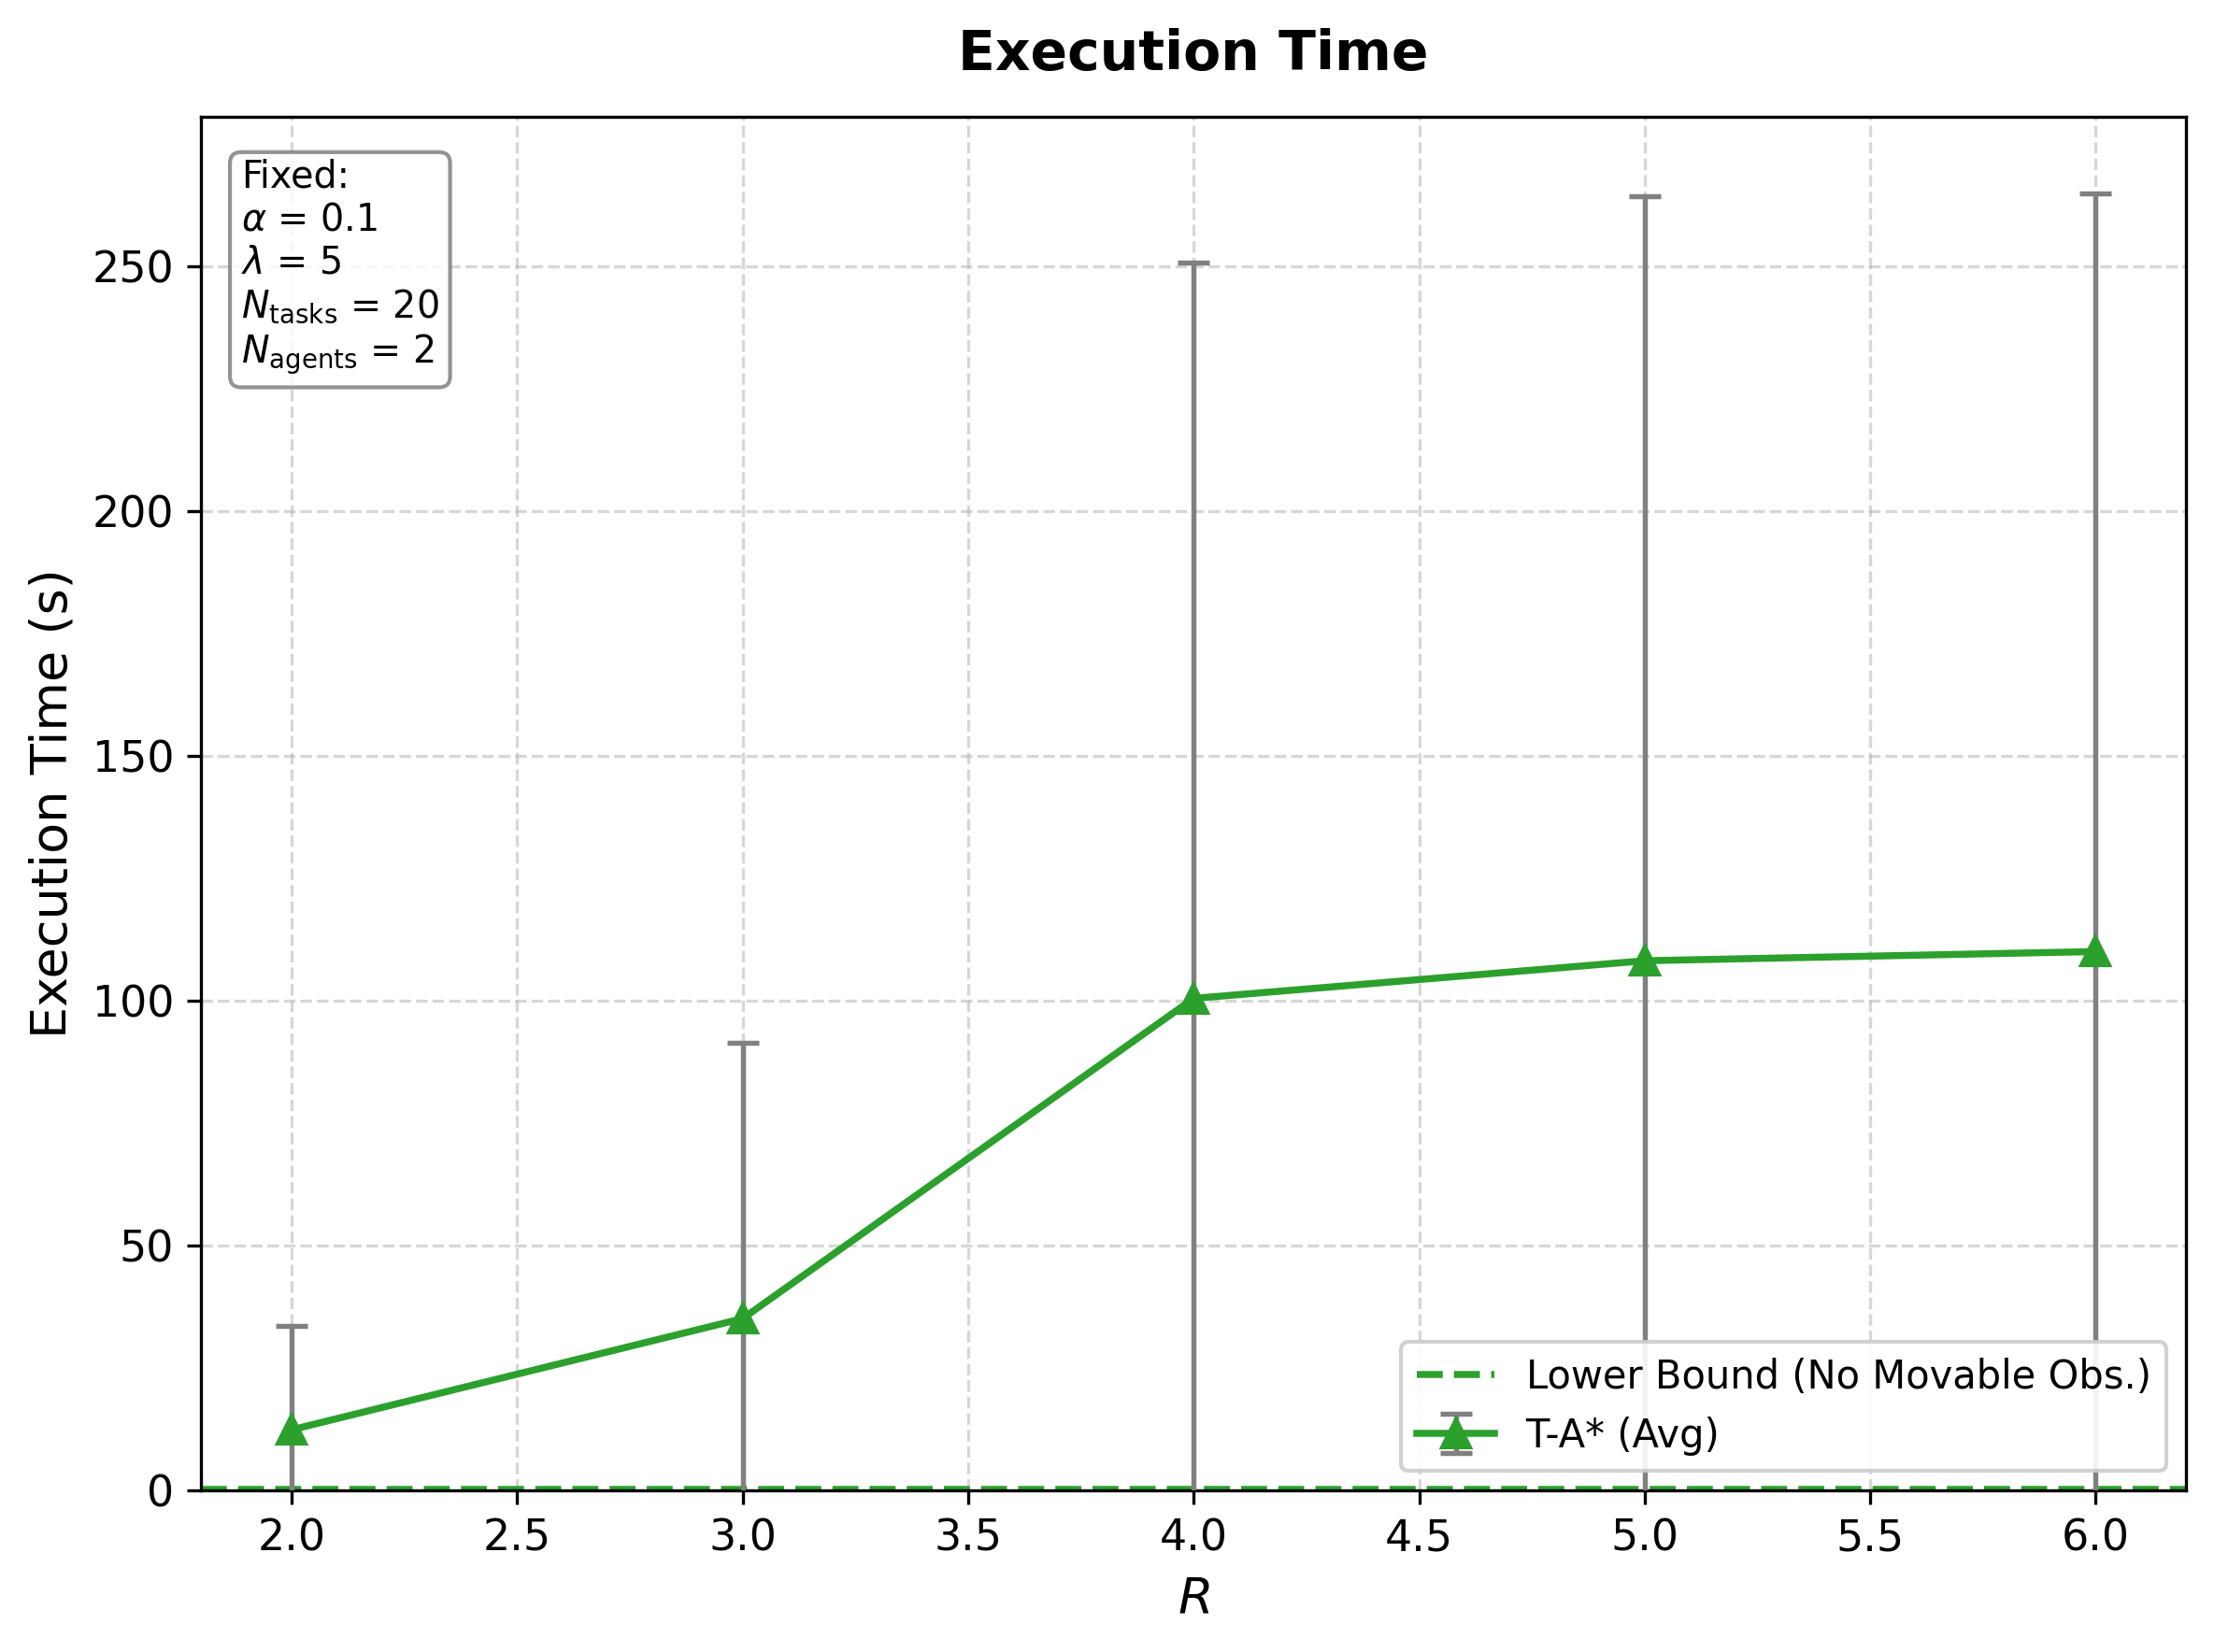 Execution Time
Fixed:
α = 0.1
λ = 5
N_tasks = 20
N_agents = 2
Execution Time (s)
250
200
150
100
50
0
Lower Bound (No Movable Obs.)
T-A* (Avg)
2.0 2.5 3.0 3.5 4.0 4.5 5.0 5.5 6.0
R